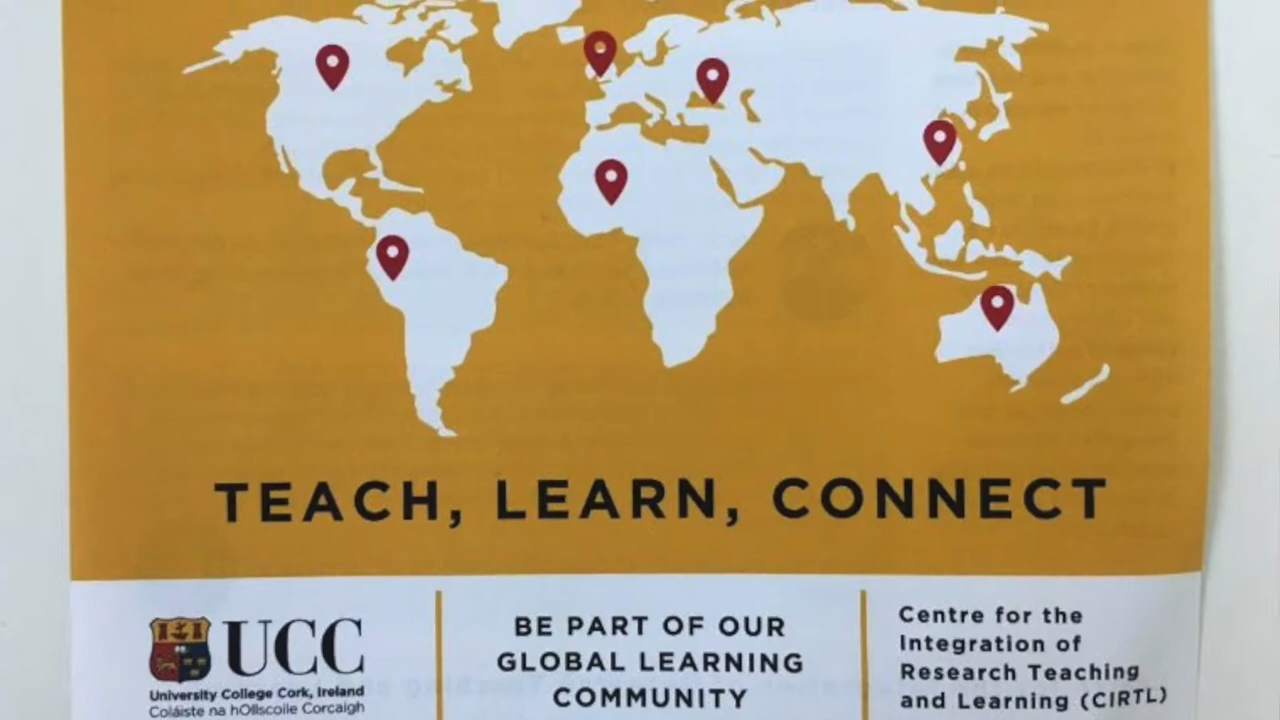 TEACH, LEARN, CONNECT
UCC
University College Cork, Ireland
Coláiste na hOllscoile Corcaigh
BE PART OF OUR
GLOBAL LEARNING
COMMUNITY
Centre for the
Integration of
Research Teaching
and Learning (CIRTL)